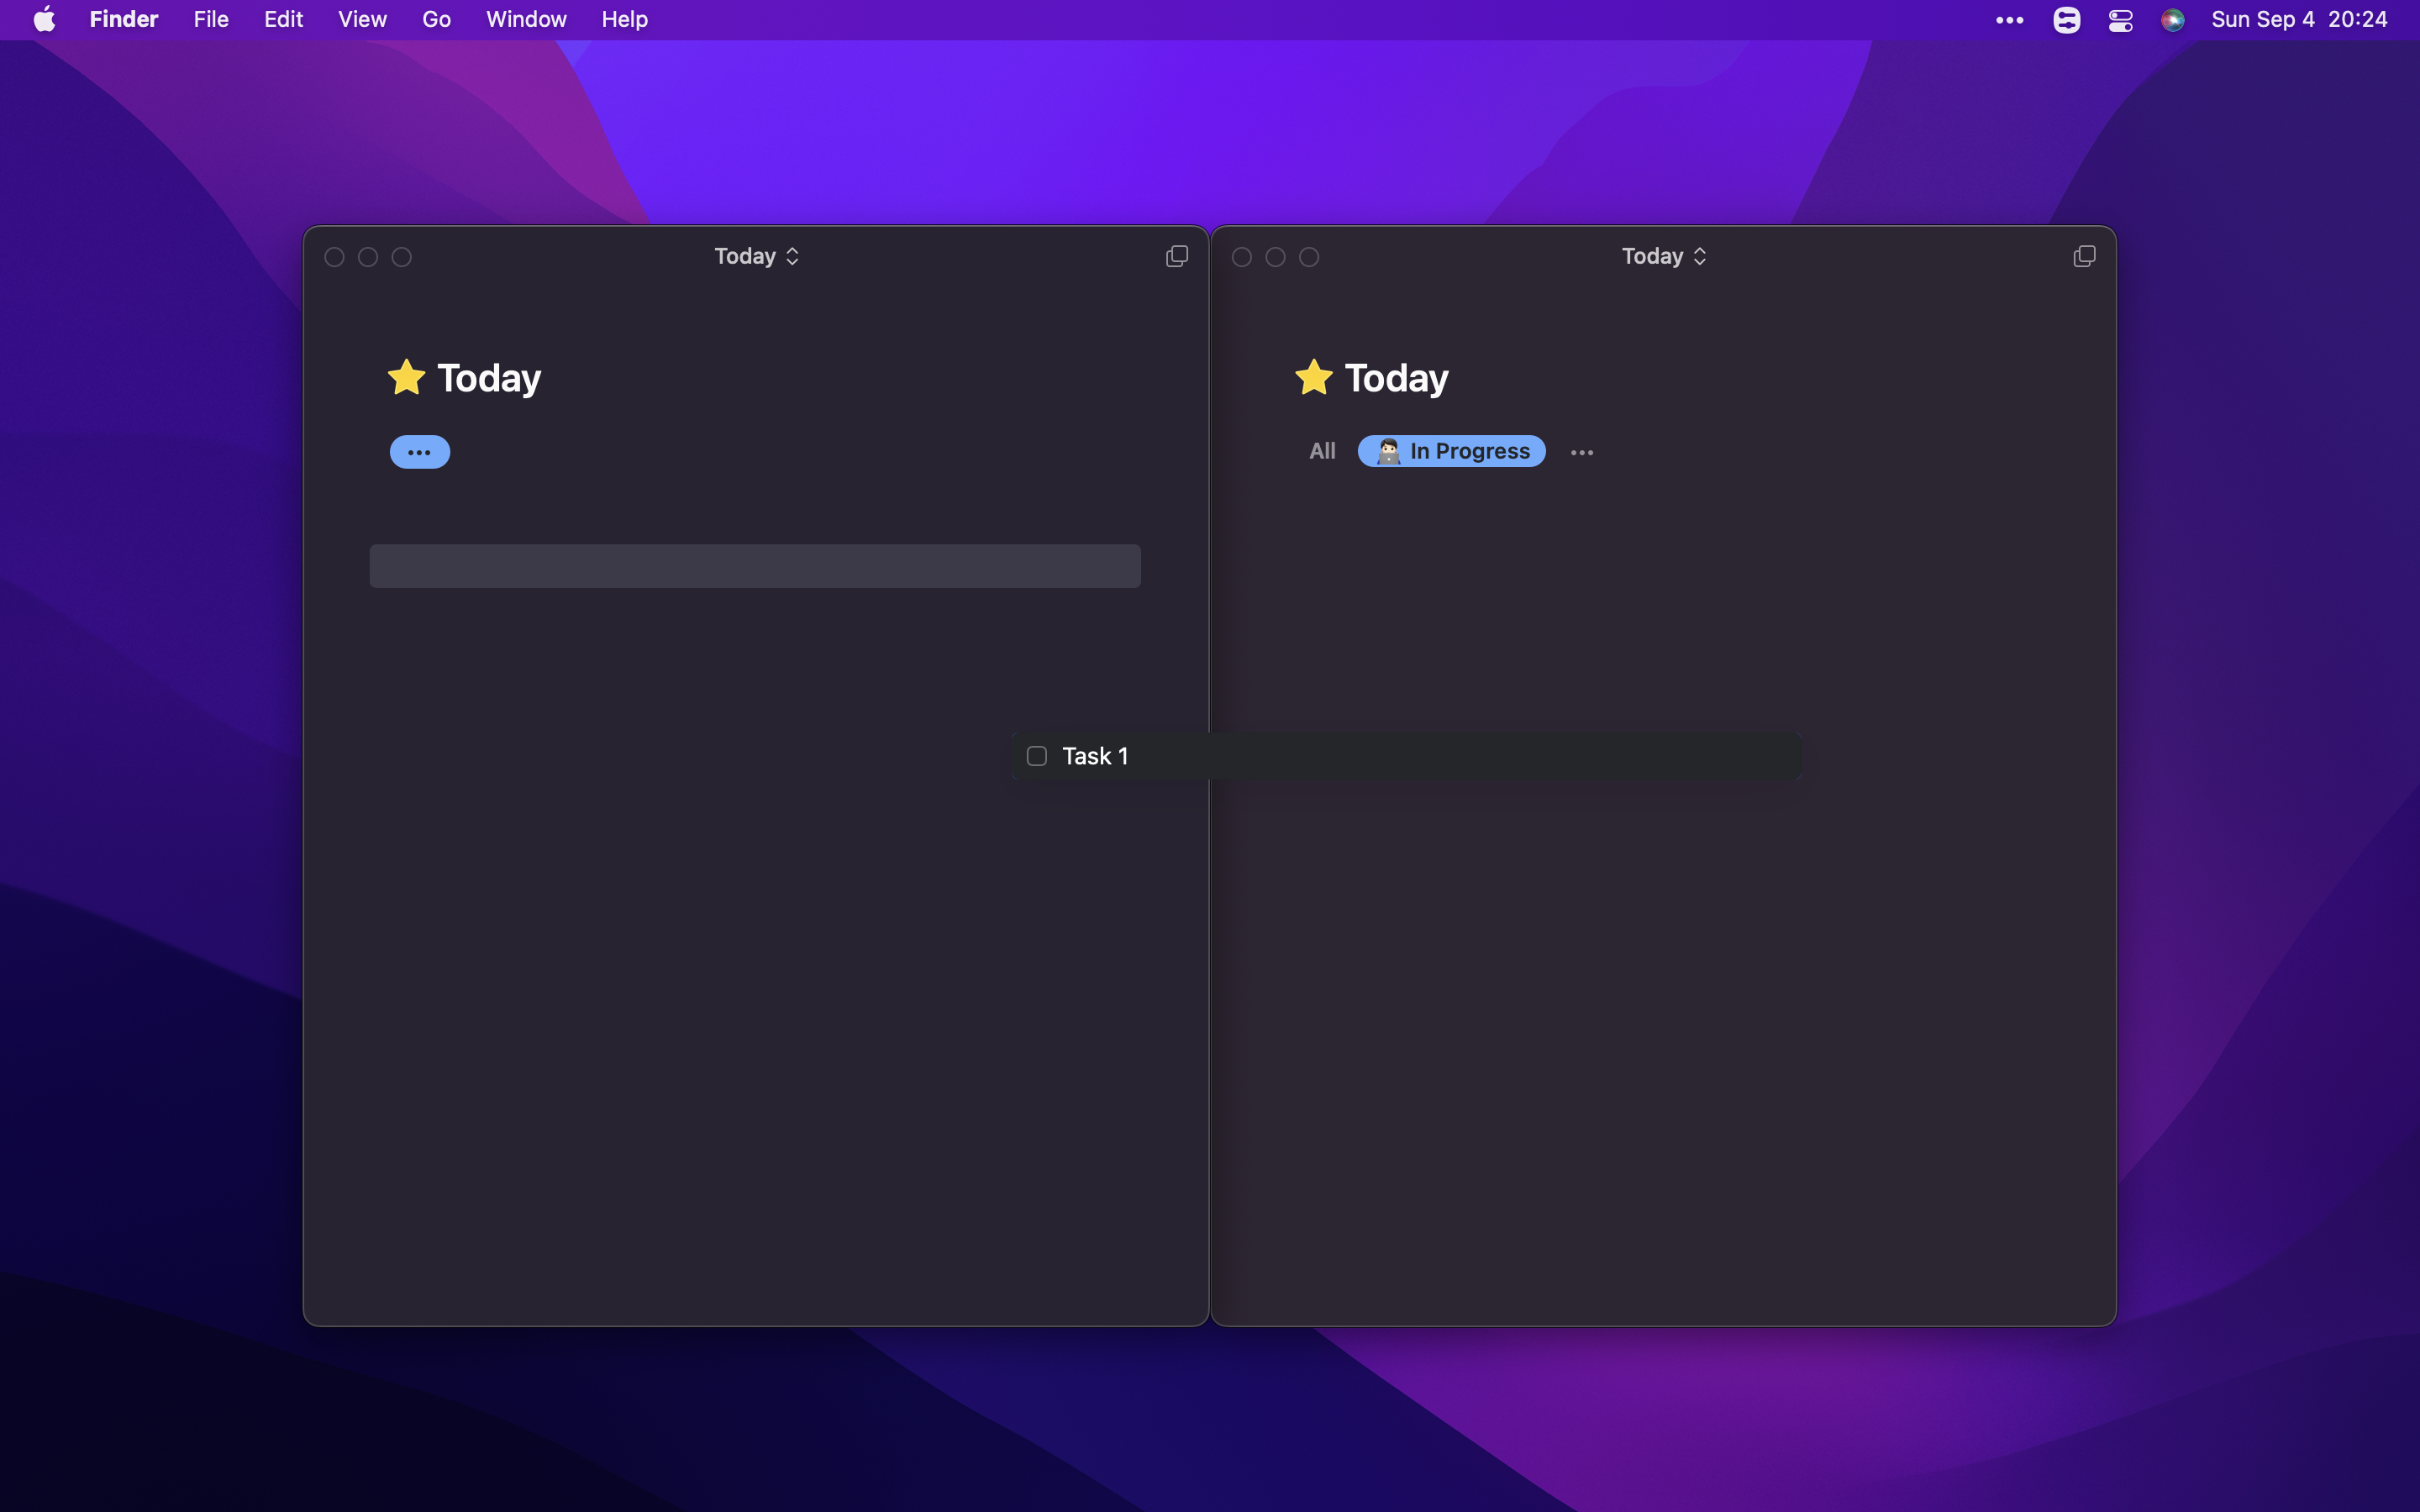 Finder File Edit View Go Window Help Sun Sep 4 20:24
Today
Today
⭐ Today
⭐ Today
All 👨🏻‍💻 In Progress
Task 1